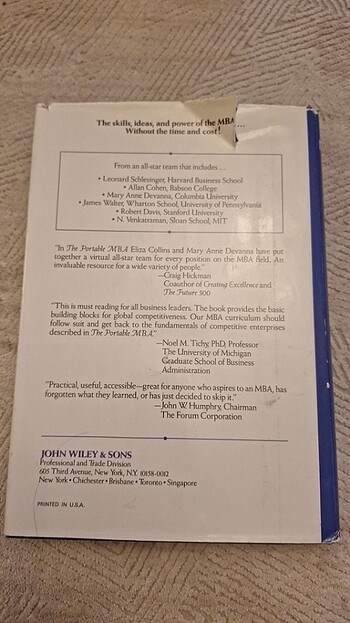 The skills, ideas, and power of the MBA...
Without the time and cost!
From an all-star team that includes...
• Leonard Schlesinger, Harvard Business School
• Allan Cohen, Babson College
• Mary Anne Devanna, Columbia University
• James Walter, Wharton School, University of Pennsylvania
• Robert Davis, Stanford University
• N. Venkatraman, Sloan School, MIT
"In The Portable MBA Eliza Collins and Mary Anne Devanna have put
together a virtual all-star team for every position on the MBA field. An
invaluable resource for a wide variety of people."
—Craig Hickman
Coauthor of Creating Excellence and
The Future 500
"This is must reading for all business leaders. The book provides the basic
building blocks for global competitiveness. Our MBA curriculum should
follow suit and get back to the fundamentals of competitive enterprises
described in The Portable MBA."
—Noel M. Tichy, PhD, Professor
The University of Michigan
Graduate School of Business
Administration
"Practical, useful, accessible—great for anyone who aspires to an MBA, has
forgotten what they learned, or has just decided to skip it."
—John W. Humphry, Chairman
The Forum Corporation
JOHN WILEY & SONS
Professional and Trade Division
605 Third Avenue, New York, N.Y. 10158-0012
New York • Chichester • Brisbane • Toronto • Singapore
PRINTED IN U.S.A.